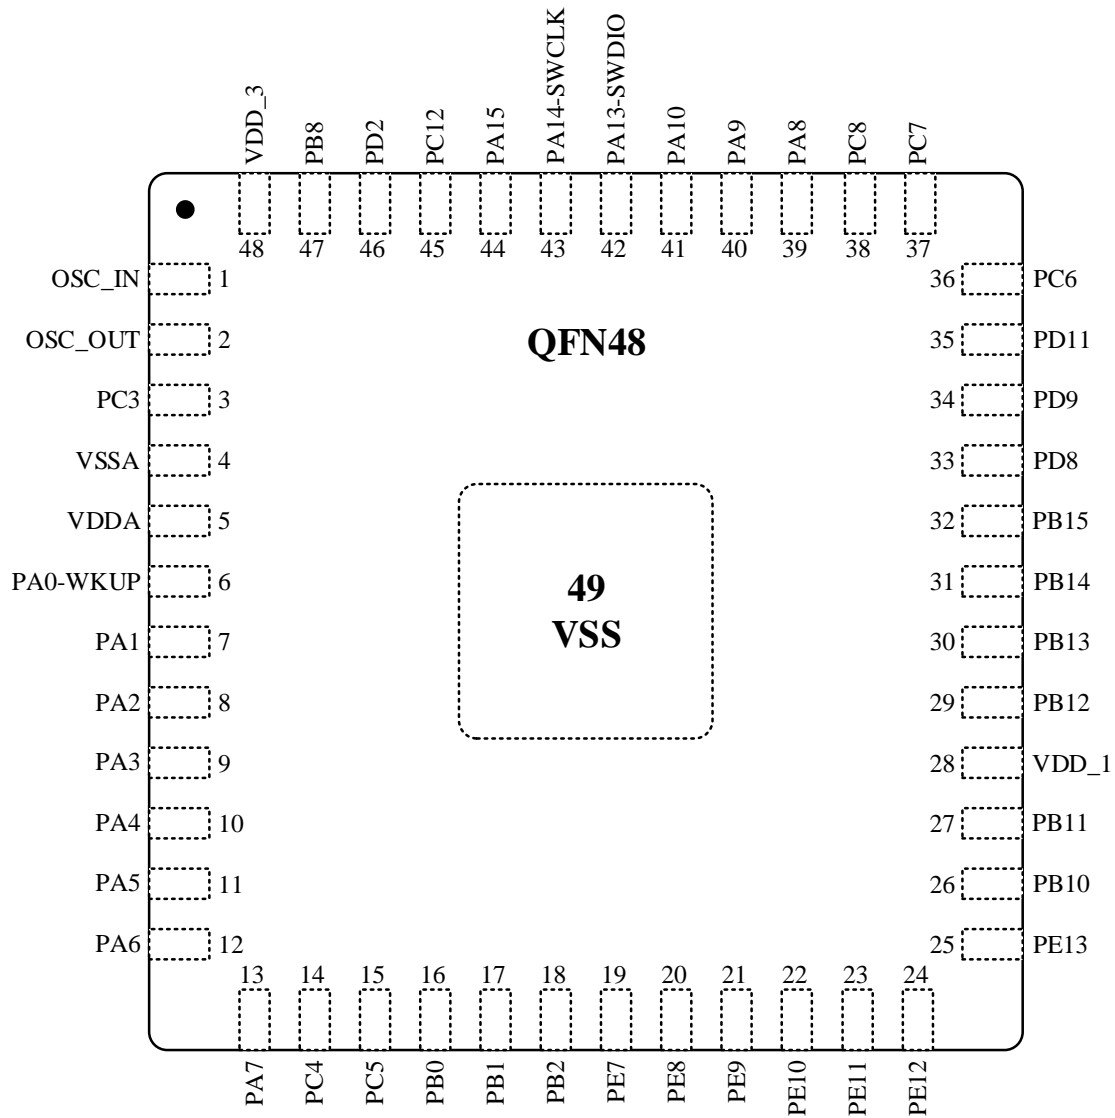 VDD_3 PB8 PD2 PC12 PA15 PA14-SWCLK PA13-SWDIO PA10 PA9 PA8 PC8 PC7
48 47 46 45 44 43 42 41 40 39 38 37
OSC_IN 1 36 PC6
OSC_OUT 2 QFN48 35 PD11
PC3 3 34 PD9
VSSA 4 33 PD8
VDDA 5 32 PB15
PA0-WKUP 6 49 31 PB14
VSS
PA1 7 30 PB13
PA2 8 29 PB12
PA3 9 28 VDD_1
PA4 10 27 PB11
PA5 11 26 PB10
PA6 12 25 PE13
13 14 15 16 17 18 19 20 21 22 23 24
PA7 PC4 PC5 PB0 PB1 PB2 PE7 PE8 PE9 PE10 PE11 PE12